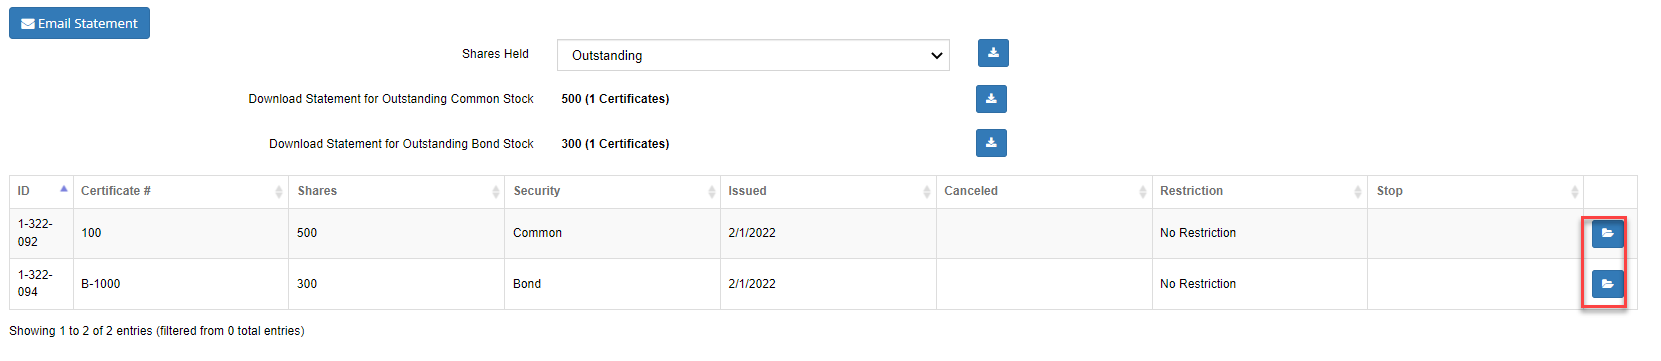 Email Statement
Shares Held Outstanding
Download Statement for Outstanding Common Stock 500 (1 Certificates)
Download Statement for Outstanding Bond Stock 300 (1 Certificates)
ID Certificate # Shares Security Issued Canceled Restriction Stop
1-322-
092 100 500 Common 2/1/2022 No Restriction
1-322-
094 B-1000 300 Bond 2/1/2022 No Restriction
Showing 1 to 2 of 2 entries (filtered from 0 total entries)